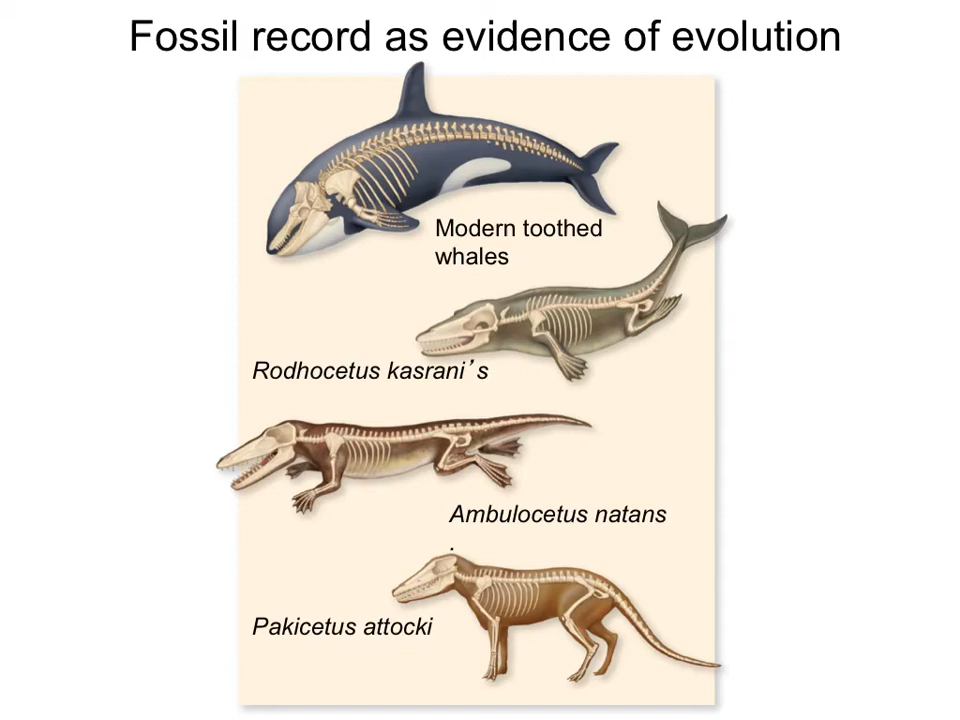 Fossil record as evidence of evolution
Modern toothed
whales
Rodhocetus kasrani’s
Ambulocetus natans
.
Pakicetus attocki